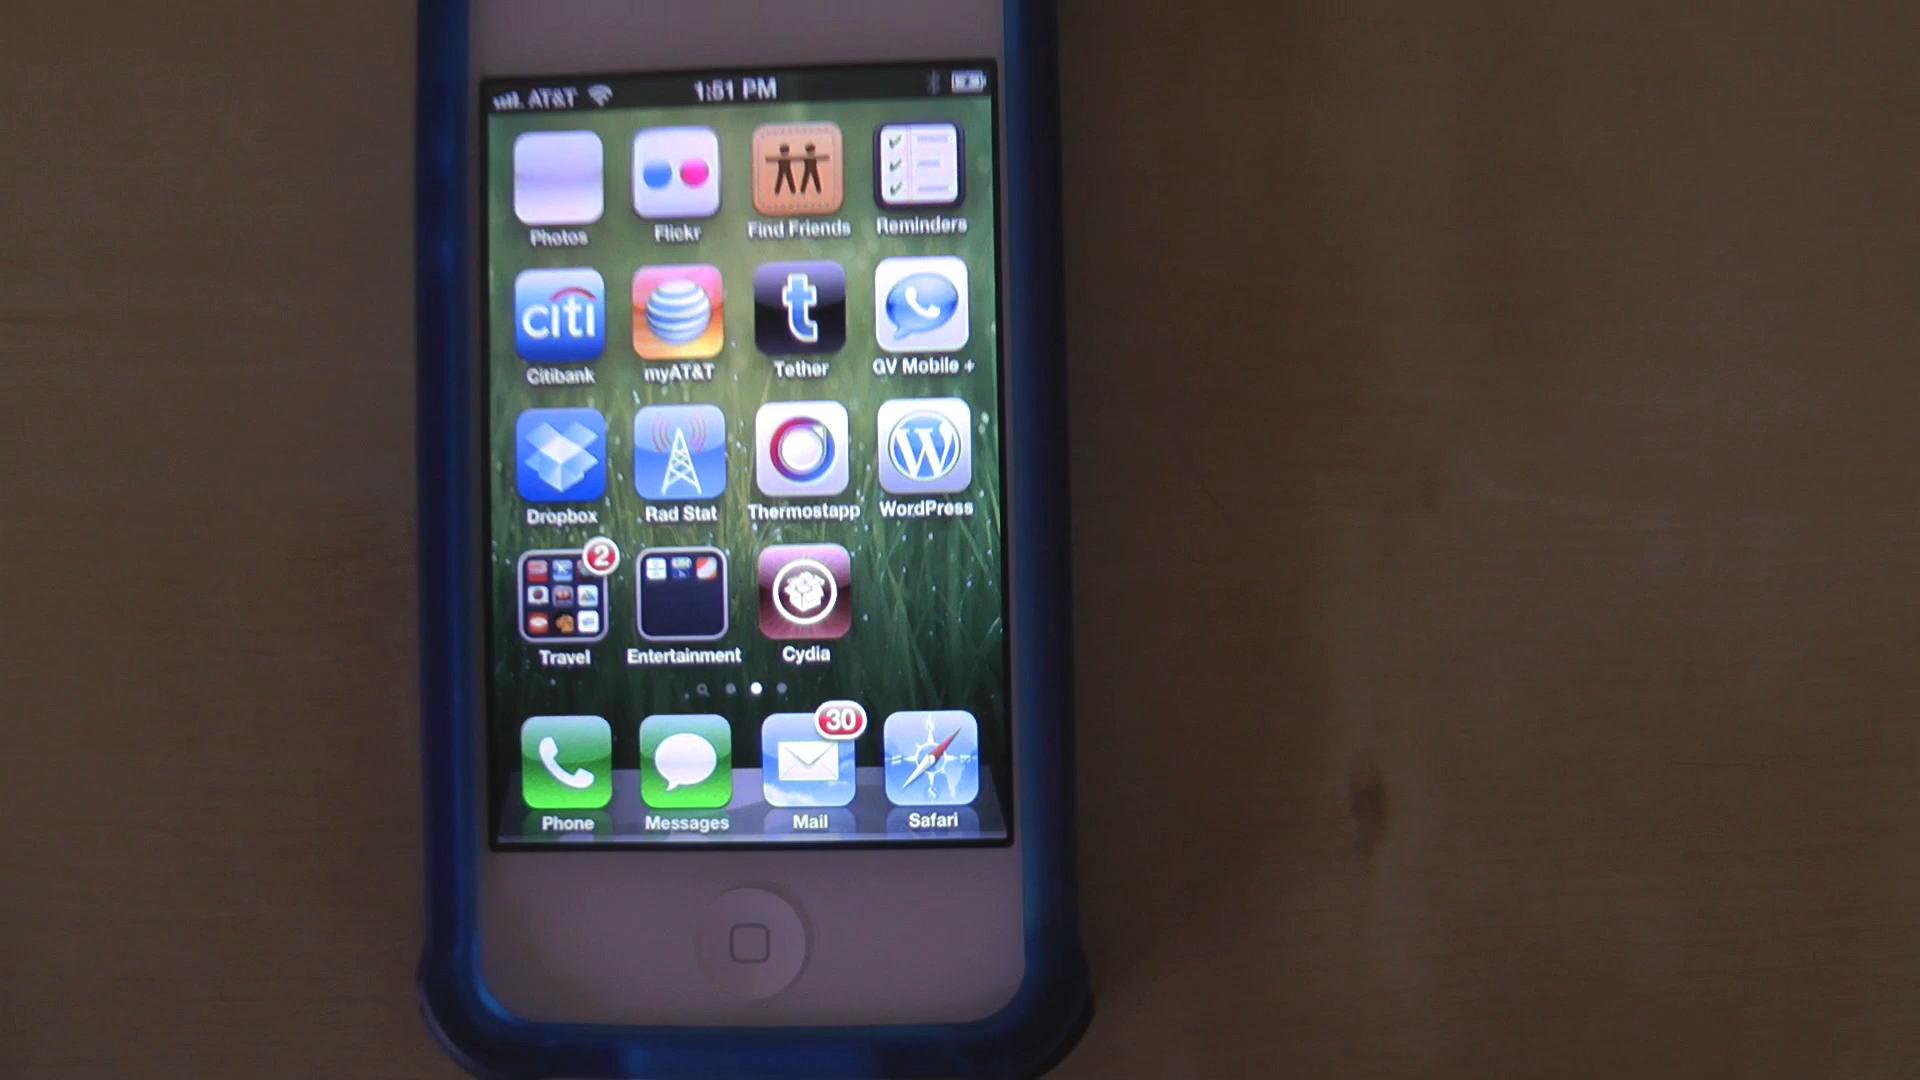 AT&T 1:51 PM
Photos Flickr Find Friends Reminders
citi t
Citibank myAT&T Tether GV Mobile +
W
Dropbox Rad Stat Thermostapp WordPress
2
Travel Entertainment Cydia
30
N
S
Phone Messages Mail Safari